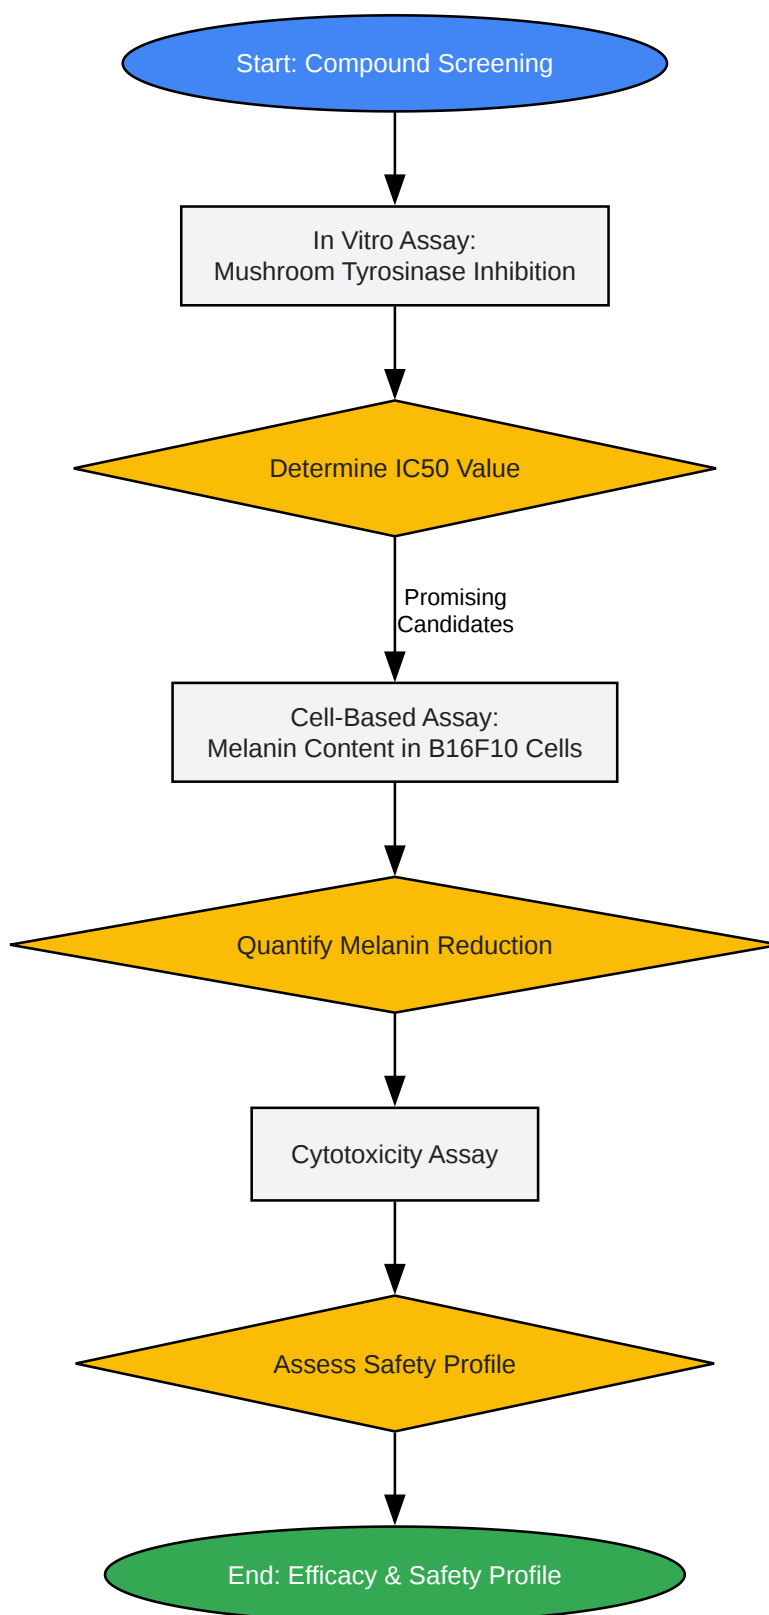 Start: Compound Screening
In Vitro Assay:
Mushroom Tyrosinase Inhibition
Determine IC50 Value
Promising
Candidates
Cell-Based Assay:
Melanin Content in B16F10 Cells
Quantify Melanin Reduction
Cytotoxicity Assay
Assess Safety Profile
End: Efficacy & Safety Profile